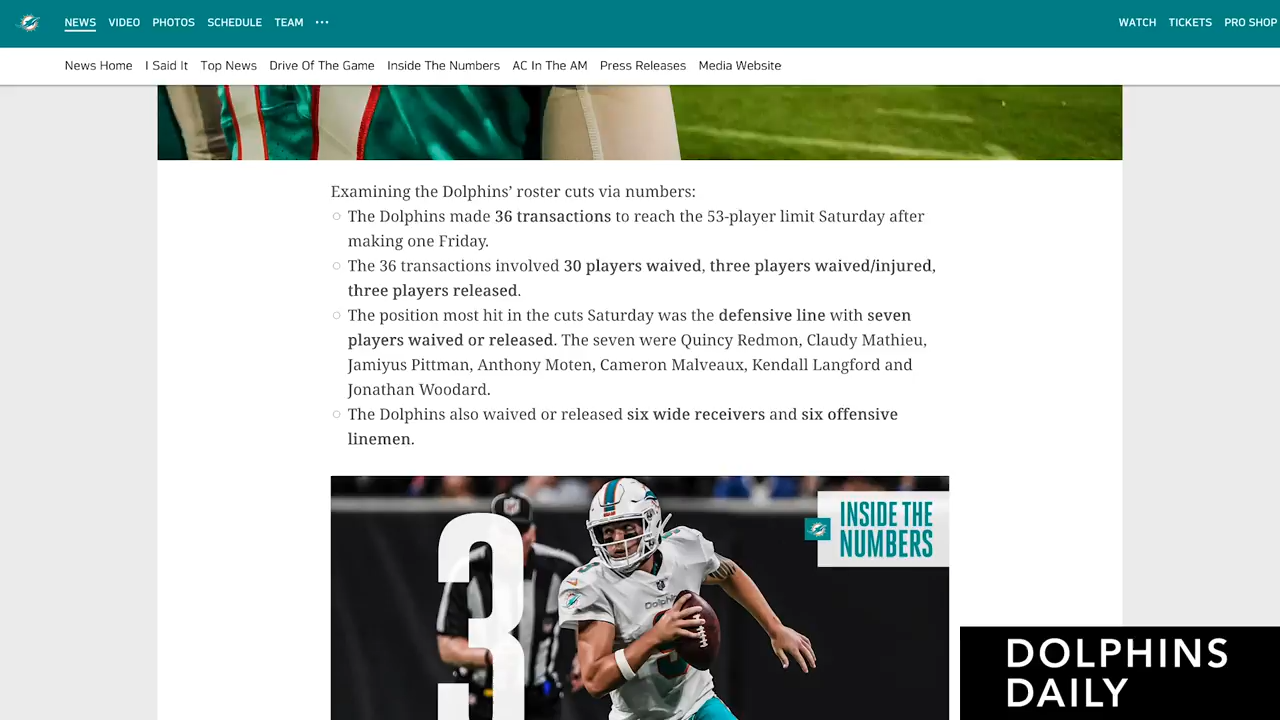 NEWS VIDEO PHOTOS SCHEDULE TEAM ••• WATCH TICKETS PRO SHOP
News Home I Said It Top News Drive Of The Game Inside The Numbers AC In The AM Press Releases Media Website
Examining the Dolphins’ roster cuts via numbers:
The Dolphins made 36 transactions to reach the 53-player limit Saturday after
making one Friday.
The 36 transactions involved 30 players waived, three players waived/injured,
three players released.
The position most hit in the cuts Saturday was the defensive line with seven
players waived or released. The seven were Quincy Redmon, Claudy Mathieu,
Jamiyus Pittman, Anthony Moten, Cameron Malveaux, Kendall Langford and
Jonathan Woodard.
The Dolphins also waived or released six wide receivers and six offensive
linemen.
3
INSIDE THE
NUMBERS
Dolphins
DOLPHINS
DAILY